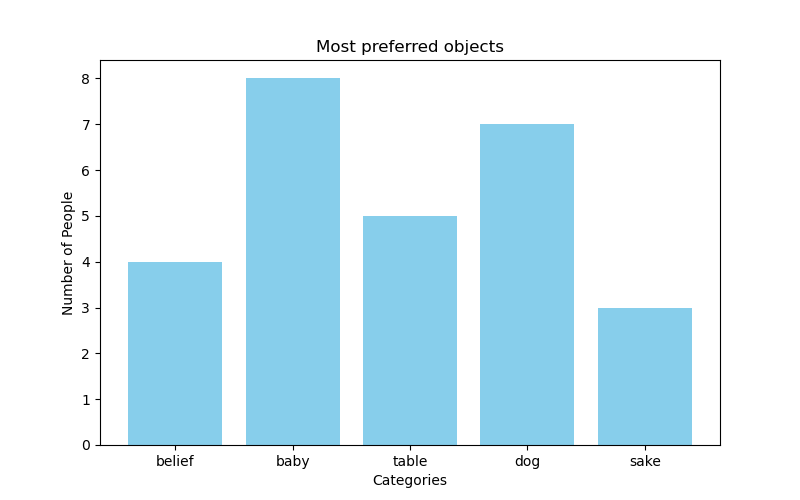 Most preferred objects
8
7
6
5
4
3
2
1
0
Number of People
belief baby table dog sake
Categories